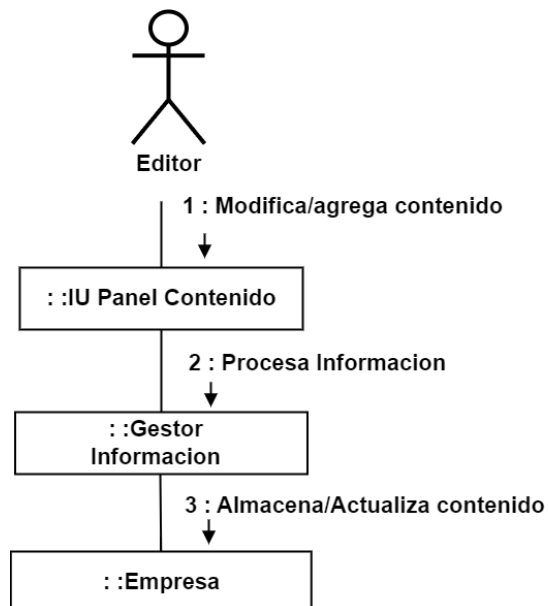 Editor
1 : Modifica/agrega contenido
: :IU Panel Contenido
2 : Procesa Informacion
: :Gestor
Informacion
3 : Almacena/Actualiza contenido
: :Empresa